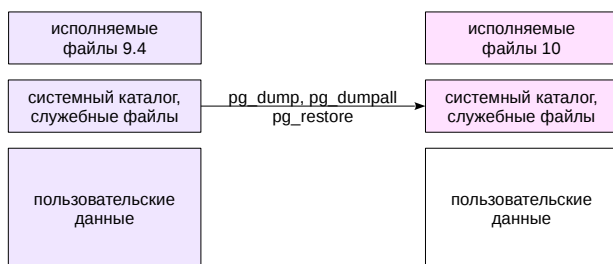 исполняемые
файлы 9.4
исполняемые
файлы 10
системный каталог,
служебные файлы
pg_dump, pg_dumpall
pg_restore
системный каталог,
служебные файлы
пользовательские
данные
пользовательские
данные